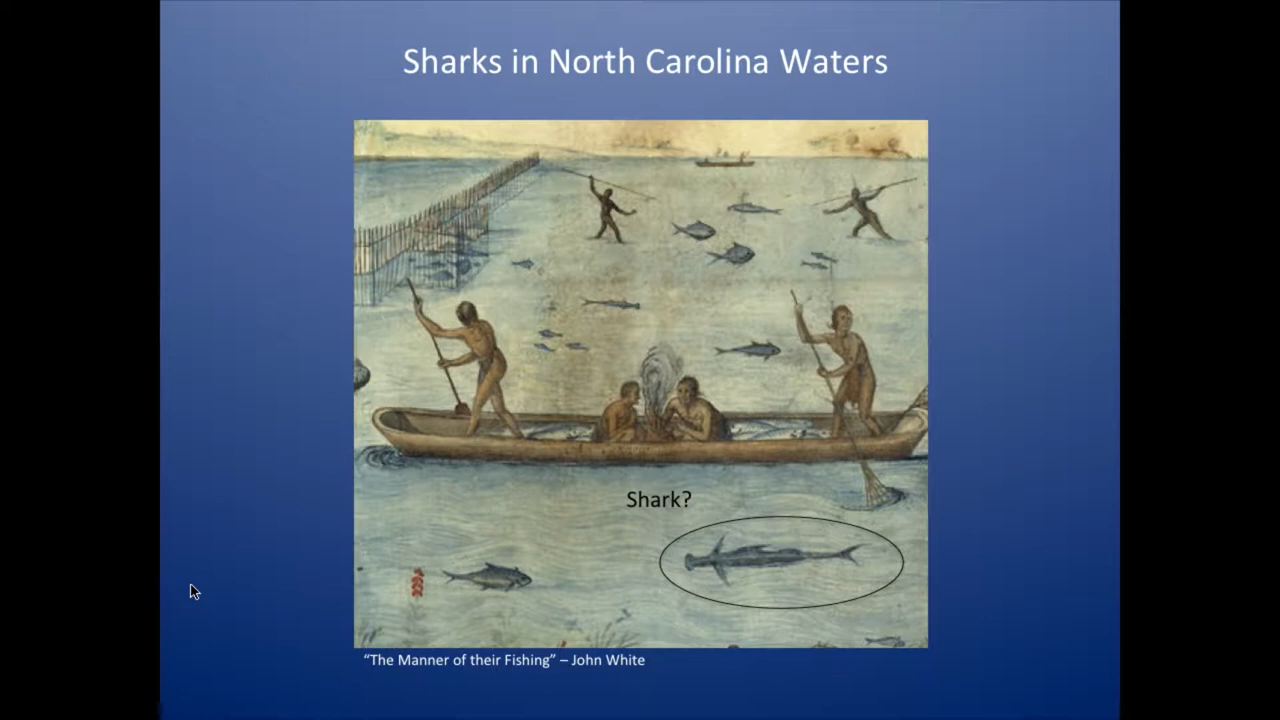 Sharks in North Carolina Waters
Shark?
“The Manner of their Fishing” – John White